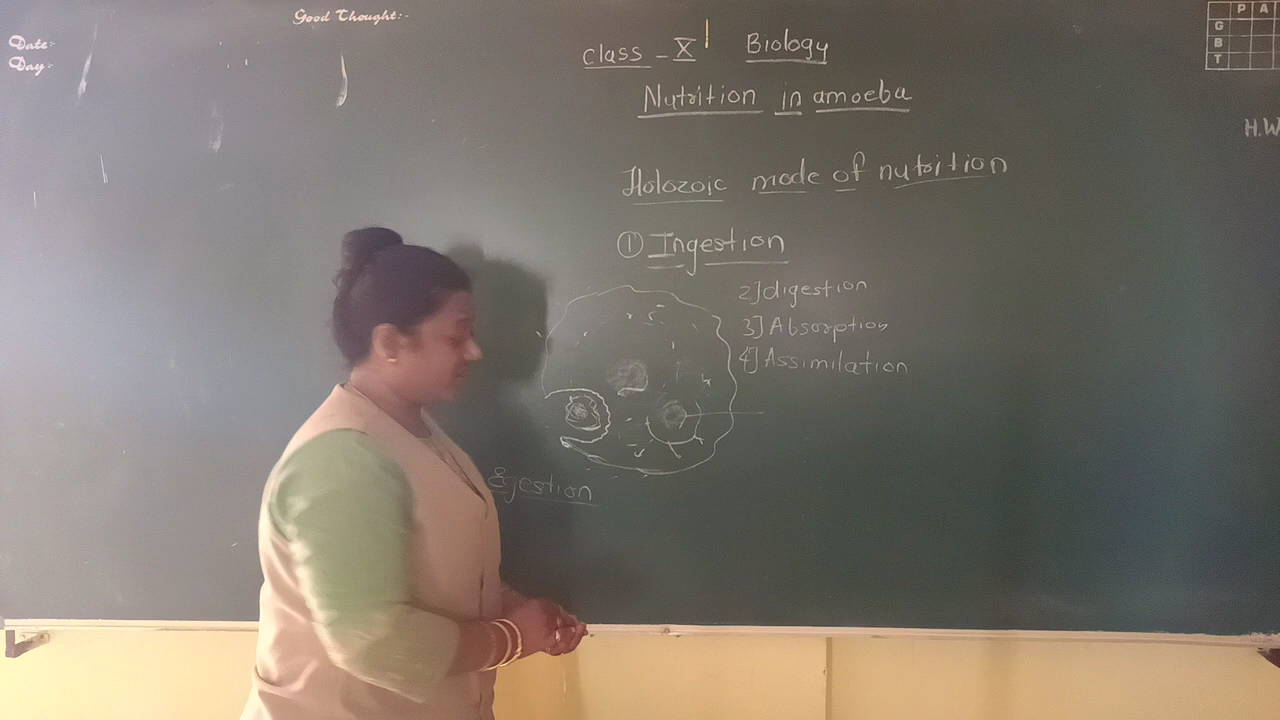 Good Thought:-
Date:-
Day:-
P A
G
B
T
H.W
Class - X Biology
Nutrition in amoeba
Holozoic mode of nutrition
① Ingestion
2] digestion
3] Absorption
4] Assimilation
Egestion